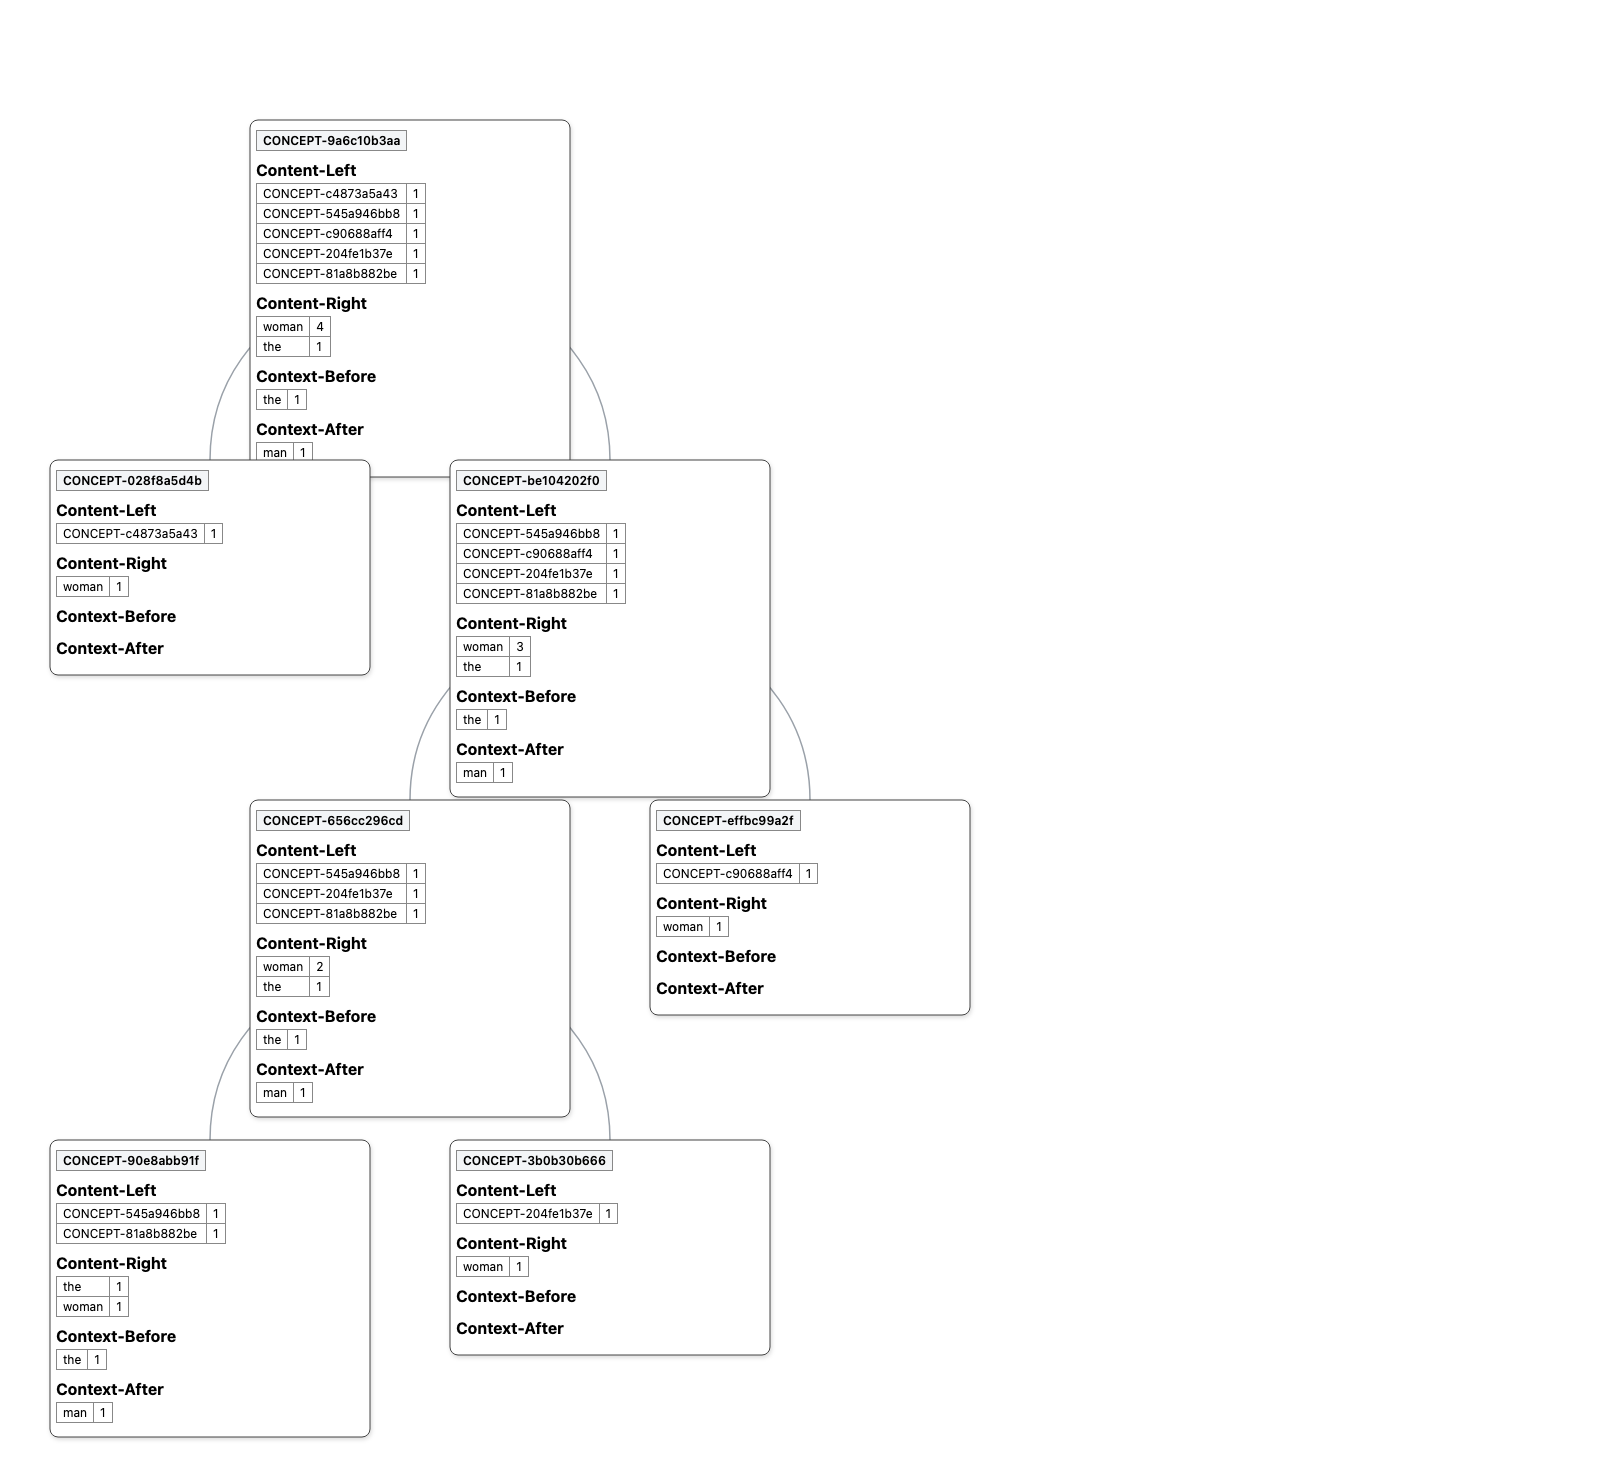 CONCEPT-9a6c10b3aa
Content-Left
CONCEPT-c4873a5a43 1
CONCEPT-545a946bb8 1
CONCEPT-c90688aff4 1
CONCEPT-204fe1b37e 1
CONCEPT-81a8b882be 1
Content-Right
woman 4
the 1
Context-Before
the 1
Context-After
man 1
CONCEPT-028f8a5d4b
Content-Left
CONCEPT-c4873a5a43 1
Content-Right
woman 1
Context-Before
Context-After
CONCEPT-be104202f0
Content-Left
CONCEPT-545a946bb8 1
CONCEPT-c90688aff4 1
CONCEPT-204fe1b37e 1
CONCEPT-81a8b882be 1
Content-Right
woman 3
the 1
Context-Before
the 1
Context-After
man 1
CONCEPT-656cc296cd
Content-Left
CONCEPT-545a946bb8 1
CONCEPT-204fe1b37e 1
CONCEPT-81a8b882be 1
Content-Right
woman 2
the 1
Context-Before
the 1
Context-After
man 1
CONCEPT-effbc99a2f
Content-Left
CONCEPT-c90688aff4 1
Content-Right
woman 1
Context-Before
Context-After
CONCEPT-90e8abb91f
Content-Left
CONCEPT-545a946bb8 1
CONCEPT-81a8b882be 1
Content-Right
the 1
woman 1
Context-Before
the 1
Context-After
man 1
CONCEPT-3b0b30b666
Content-Left
CONCEPT-204fe1b37e 1
Content-Right
woman 1
Context-Before
Context-After